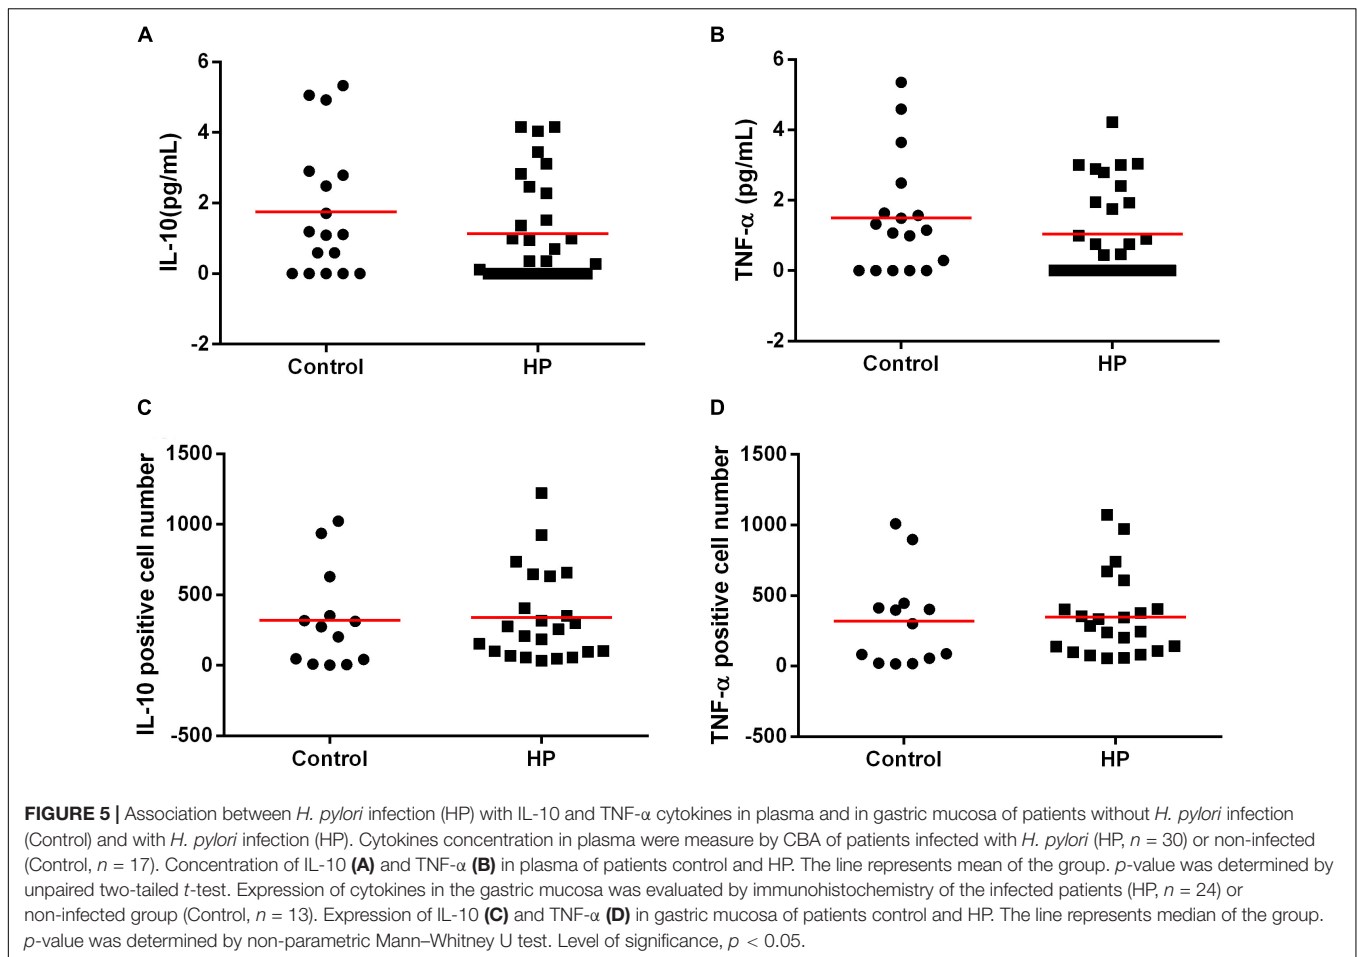 A
B
6
4
2
0
-2
IL-10(pg/mL)
Control
HP
6
4
2
0
-2
TNF-α (pg/mL)
Control
HP
C
D
1500
1000
500
0
-500
IL-10 positive cell number
Control
HP
1500
1000
500
0
-500
TNF-α positive cell number
Control
HP
FIGURE 5 | Association between H. pylori infection (HP) with IL-10 and TNF-α cytokines in plasma and in gastric mucosa of patients without H. pylori infection
(Control) and with H. pylori infection (HP). Cytokines concentration in plasma were measure by CBA of patients infected with H. pylori (HP, n = 30) or non-infected
(Control, n = 17). Concentration of IL-10 (A) and TNF-α (B) in plasma of patients control and HP. The line represents mean of the group. p-value was determined by
unpaired two-tailed t-test. Expression of cytokines in the gastric mucosa was evaluated by immunohistochemistry of the infected patients (HP, n = 24) or
non-infected group (Control, n = 13). Expression of IL-10 (C) and TNF-α (D) in gastric mucosa of patients control and HP. The line represents median of the group.
p-value was determined by non-parametric Mann–Whitney U test. Level of significance, p < 0.05.